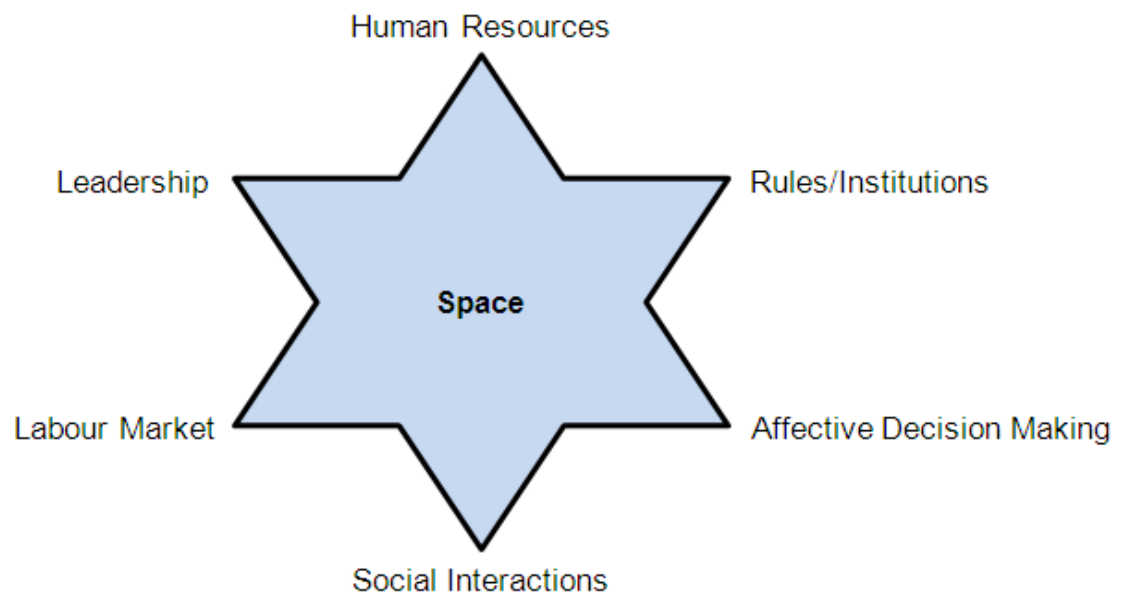 Human Resources
Leadership
Rules/Institutions
Space
Labour Market
Affective Decision Making
Social Interactions